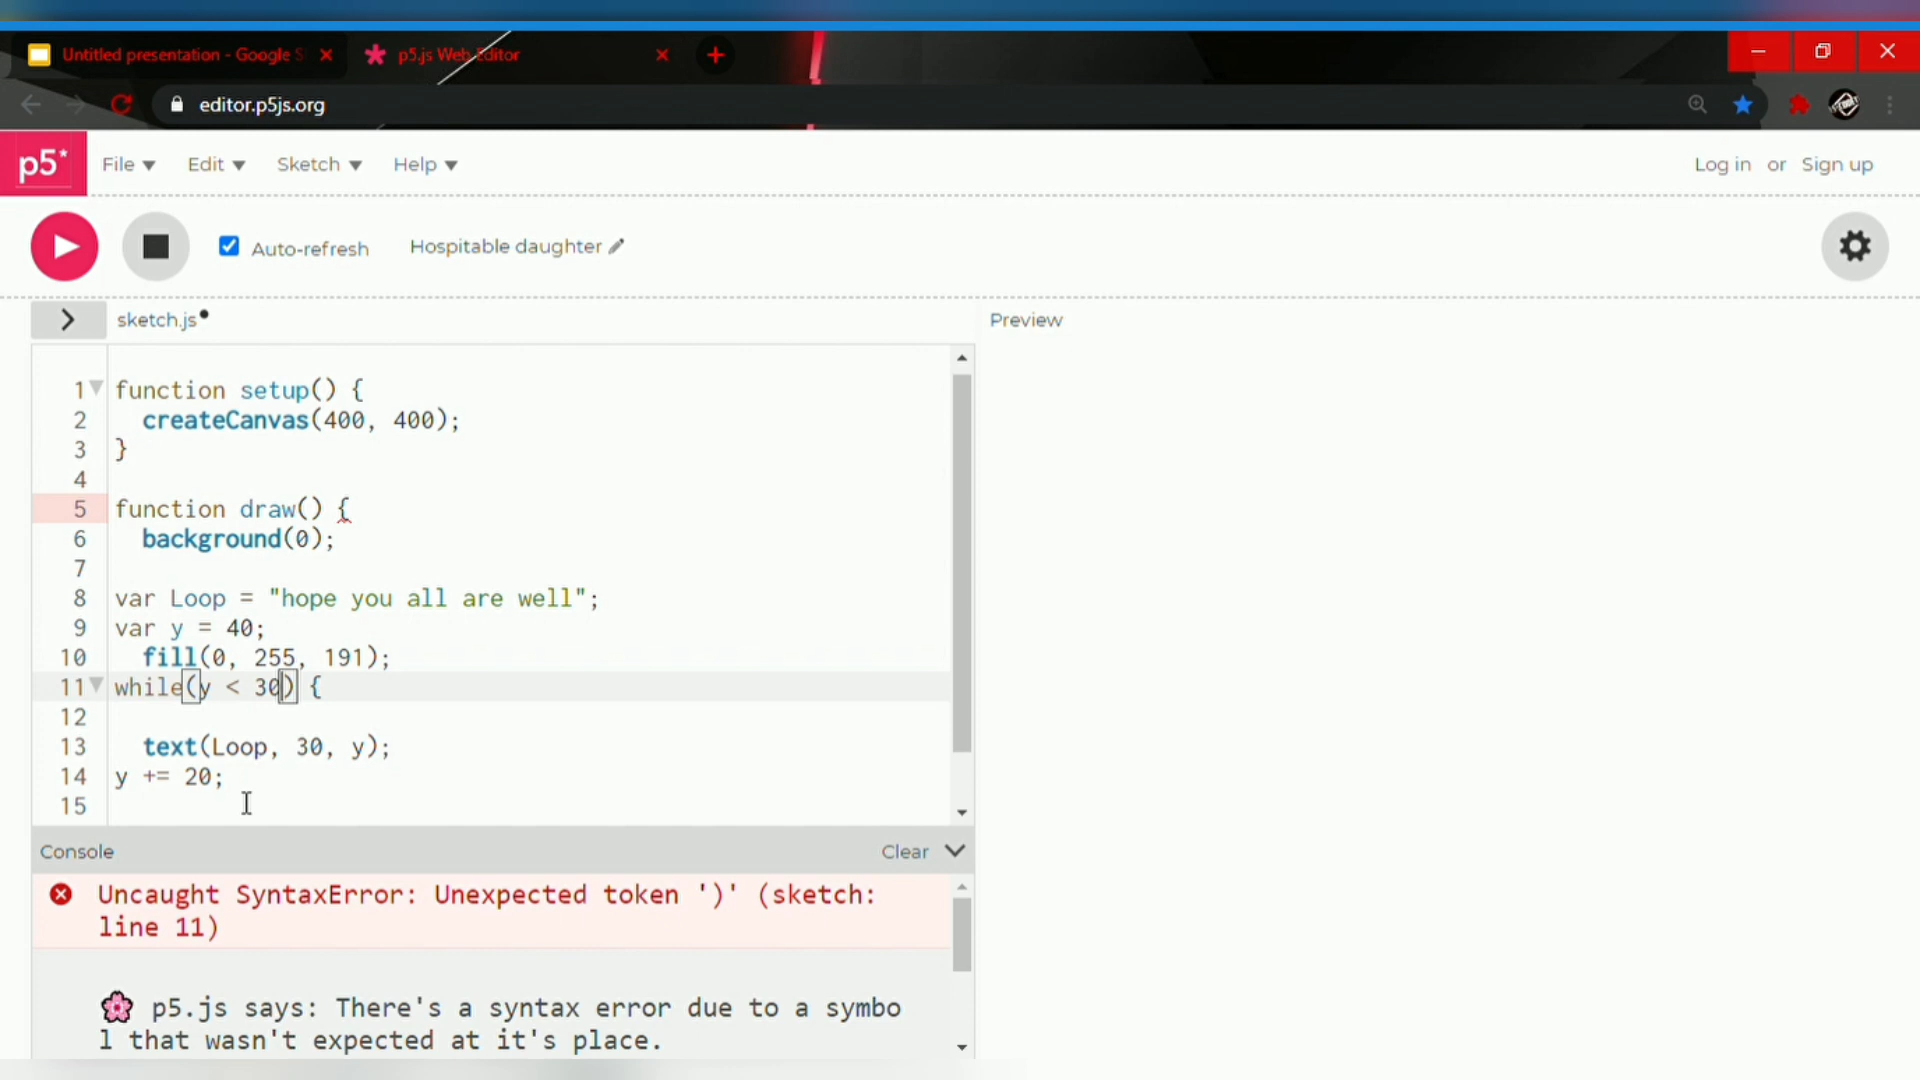 Untitled presentation - Google S
p5.js Web Editor
editor.p5js.org
p5*
File
Edit
Sketch
Help
Log in or Sign up
Auto-refresh
Hospitable daughter
sketch.js
Preview
1 function setup() {
2 createCanvas(400, 400);
3 }
4
5 function draw() {
6 background(0);
7
8 var Loop = "hope you all are well";
9 var y = 40;
10 fill(0, 255, 191);
11 while(y < 30) {
12
13 text(Loop, 30, y);
14 y += 20;
15
Console
Clear
Uncaught SyntaxError: Unexpected token ')' (sketch:
line 11)
p5.js says: There's a syntax error due to a symbo
l that wasn't expected at it's place.